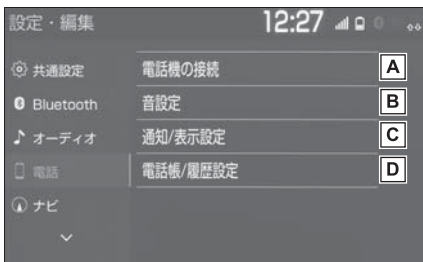 設定・編集 12:27
共通設定
Bluetooth
オーディオ
電話
ナビ
電話機の接続 A
音設定 B
通知/表示設定 C
電話帳/履歴設定 D